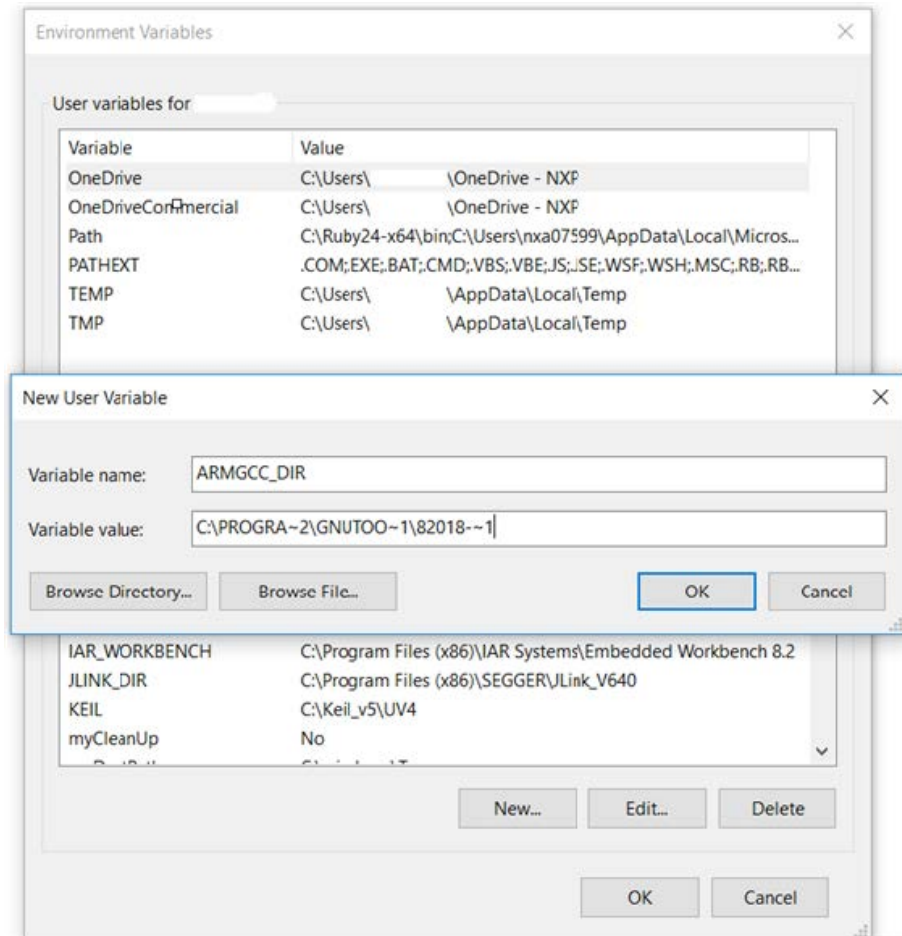 Environment Variables
User variables for
Variable Value
OneDrive C:\Users\ \OneDrive - NXP
OneDriveCommercial C:\Users\ \OneDrive - NXP
Path C:\Ruby24-x64\bin;C:\Users\nxa07599\AppData\Local\Micros...
PATHEXT .COM;.EXE;.BAT;.CMD;.VBS;.VBE;.JS;.JSE;.WSF;.WSH;.MSC;.RB;.RB...
TEMP C:\Users\ \AppData\Local\Temp
TMP C:\Users\ \AppData\Local\Temp
New User Variable
Variable name: ARMGCC_DIR
Variable value: C:\PROGRA~2\GNUTOO~1\82018-~1
Browse Directory... Browse File... OK Cancel
IAR_WORKBENCH C:\Program Files (x86)\IAR Systems\Embedded Workbench 8.2
JLINK_DIR C:\Program Files (x86)\SEGGER\JLink_V640
KEIL C:\Keil_v5\UV4
myCleanUp No
New... Edit... Delete
OK Cancel